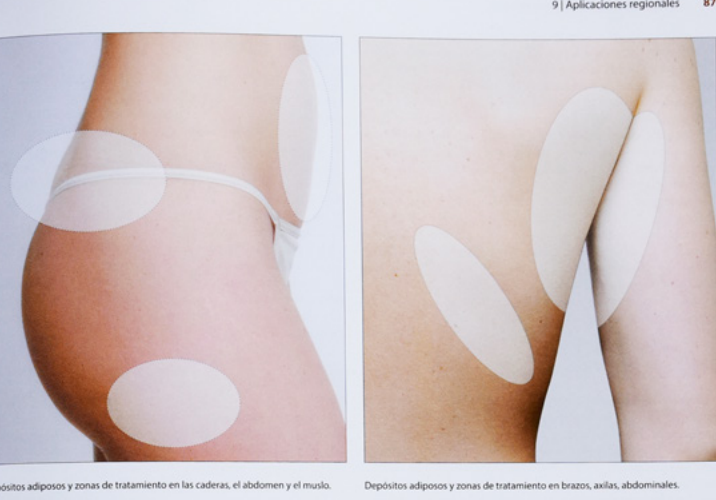 9 | Aplicaciones regionales 87
ósitos adiposos y zonas de tratamiento en las caderas, el abdomen y el muslo.
Depósitos adiposos y zonas de tratamiento en brazos, axilas, abdominales.